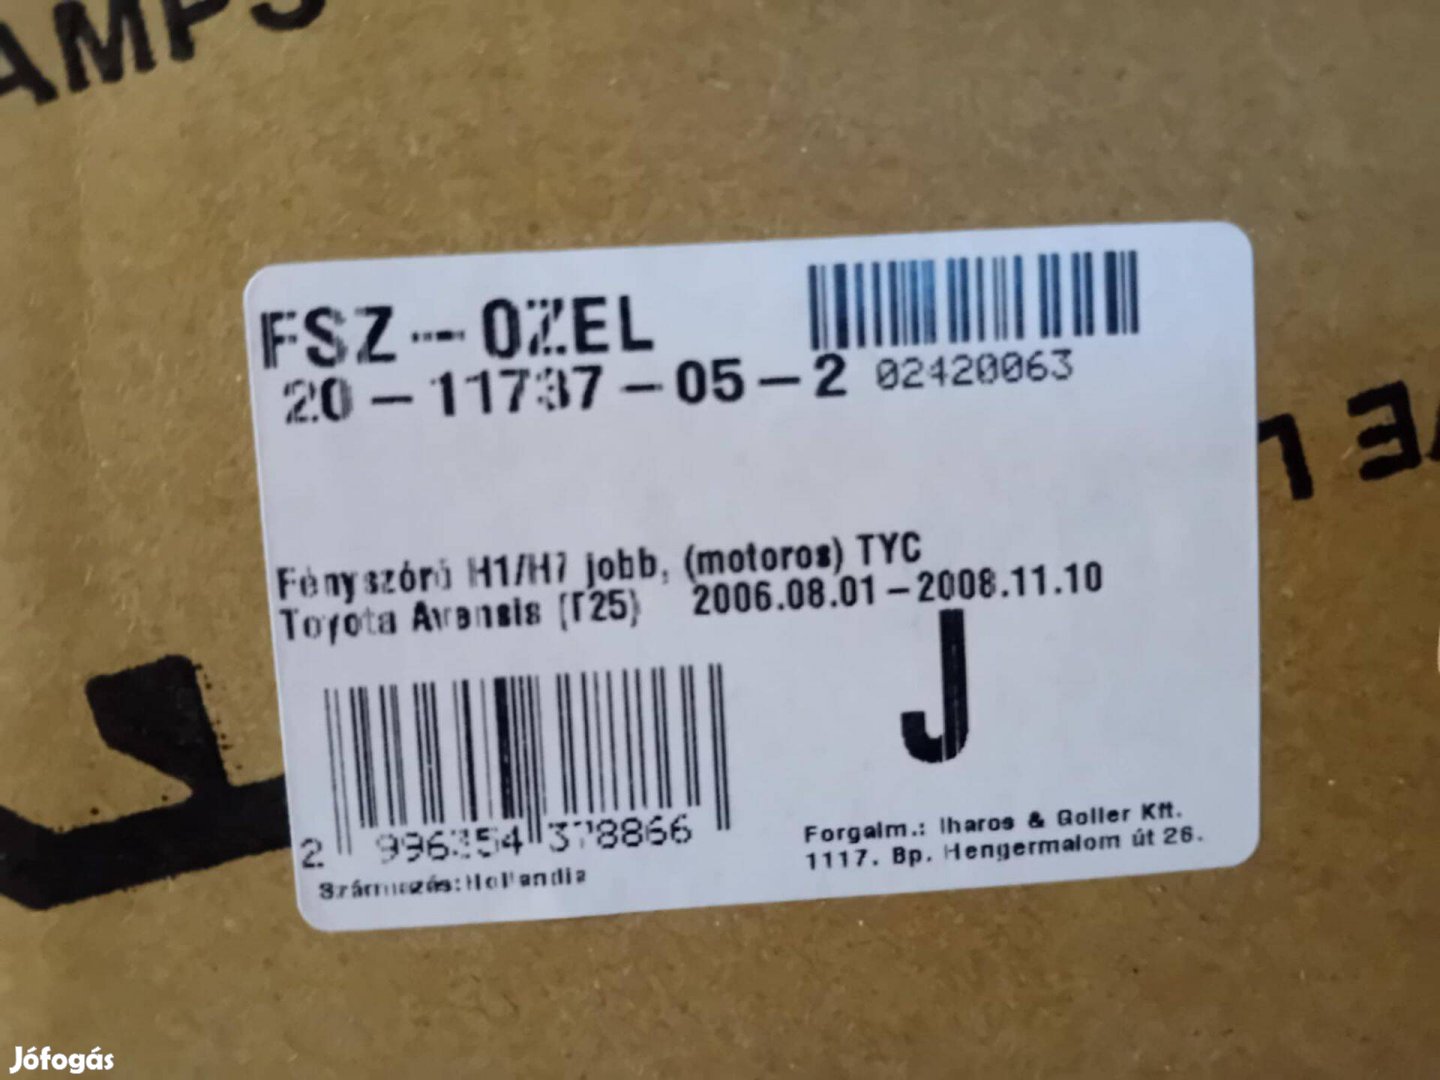 AMPS
FSZ-OZEL
20-11737-05-2
02420063
Fényszóró H1/H7 jobb, (motoros) TYC
Toyota Avensis (T25) 2006.08.01-2008.11.10
J
2 996354 378866
Származás:Hollandia
Forgalm.: Iharos & Goller Kft.
1117. Bp. Hengermalom út 26.
Jófogás